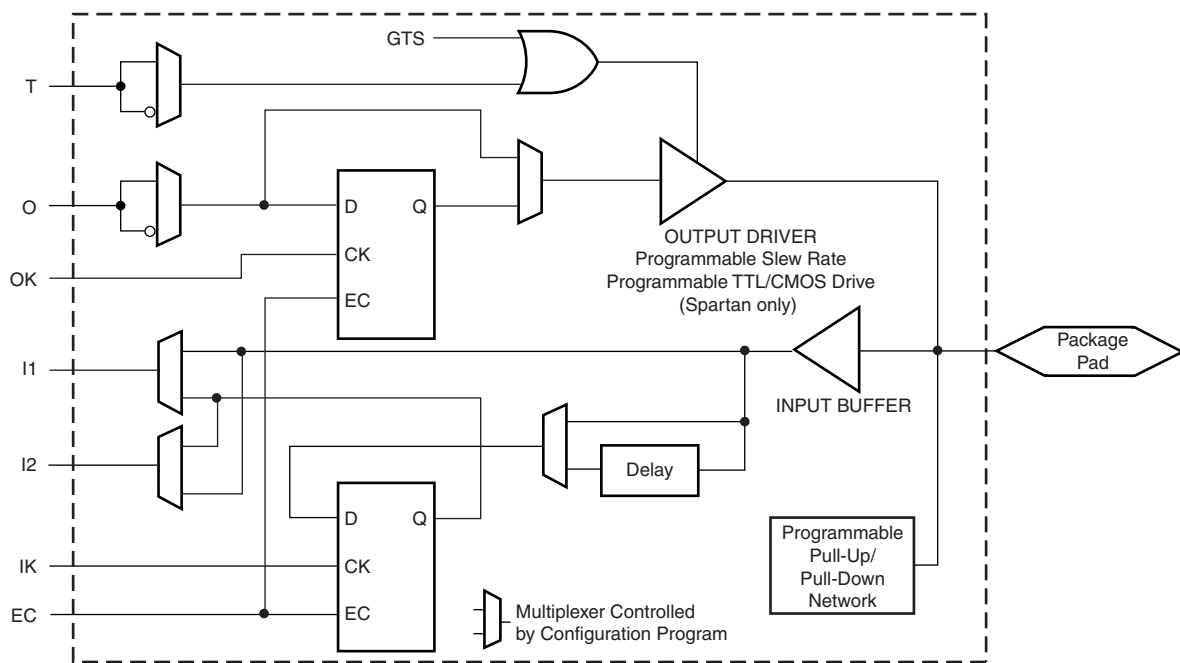 GTS
T
O
D
Q
CK
EC
OK
OUTPUT DRIVER
Programmable Slew Rate
Programmable TTL/CMOS Drive
(Spartan only)
I1
Package
Pad
INPUT BUFFER
I2
Delay
D
Q
CK
EC
IK
EC
Programmable
Pull-Up/
Pull-Down
Network
Multiplexer Controlled
by Configuration Program